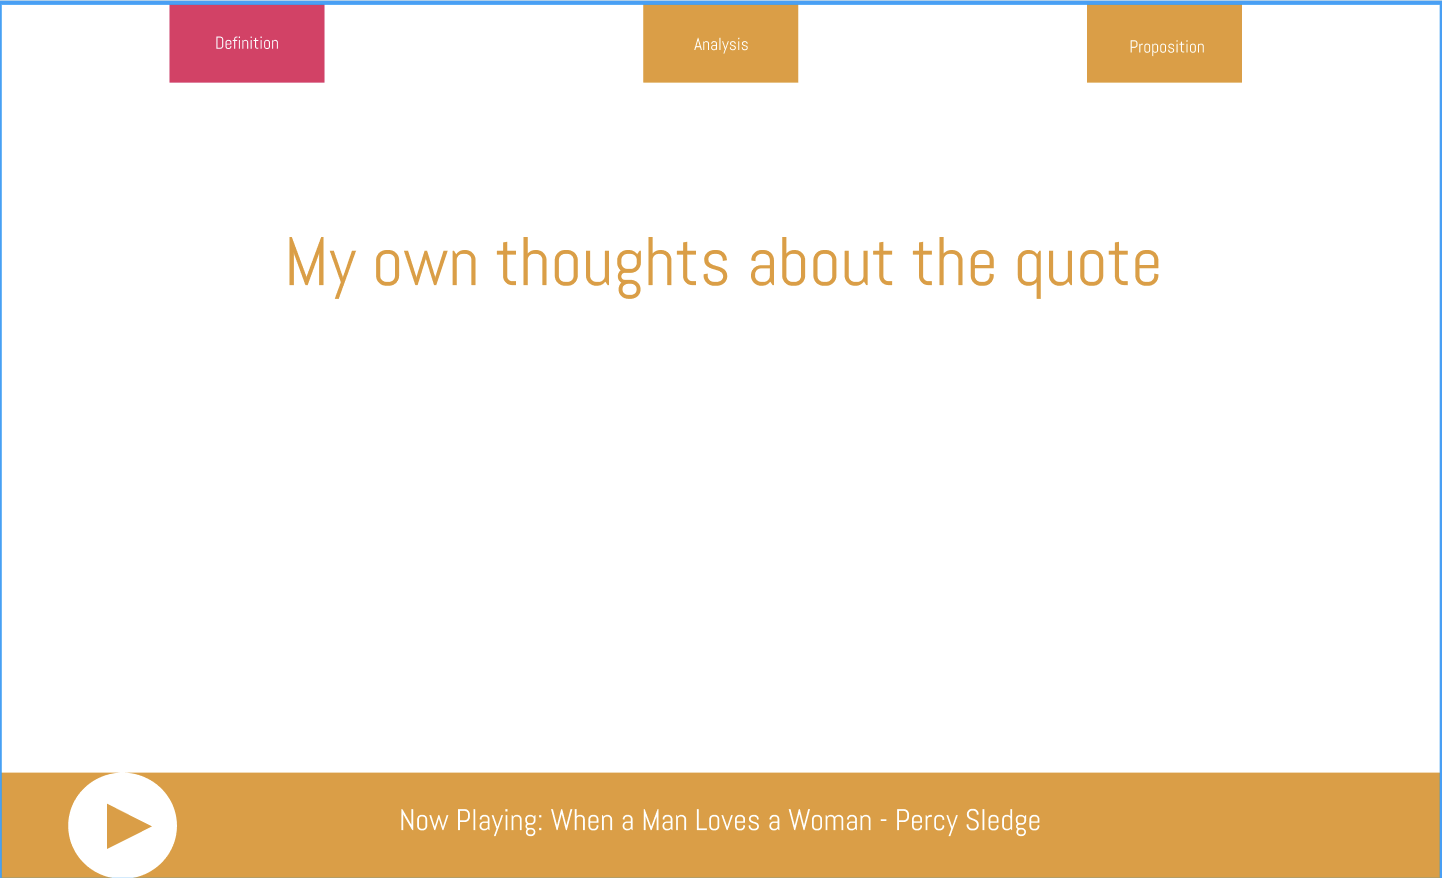 Definition
Analysis
Proposition
My own thoughts about the quote
Now Playing: When a Man Loves a Woman - Percy Sledge